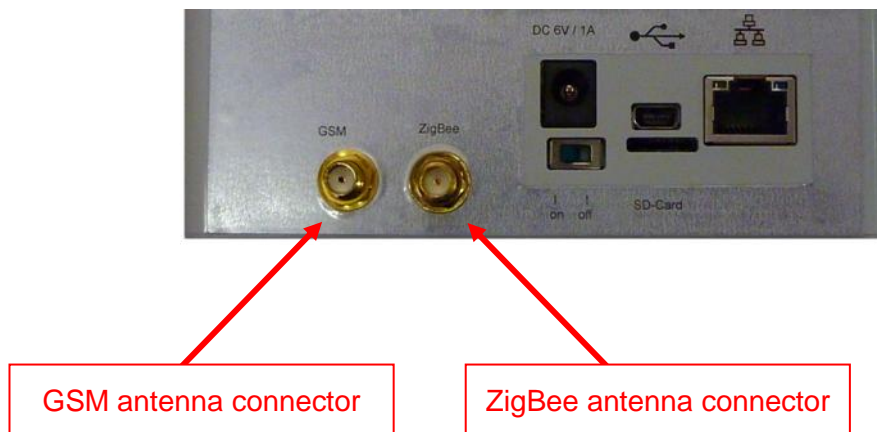 DC 6V / 1A
GSM
ZigBee
on off
SD-Card
GSM antenna connector
ZigBee antenna connector